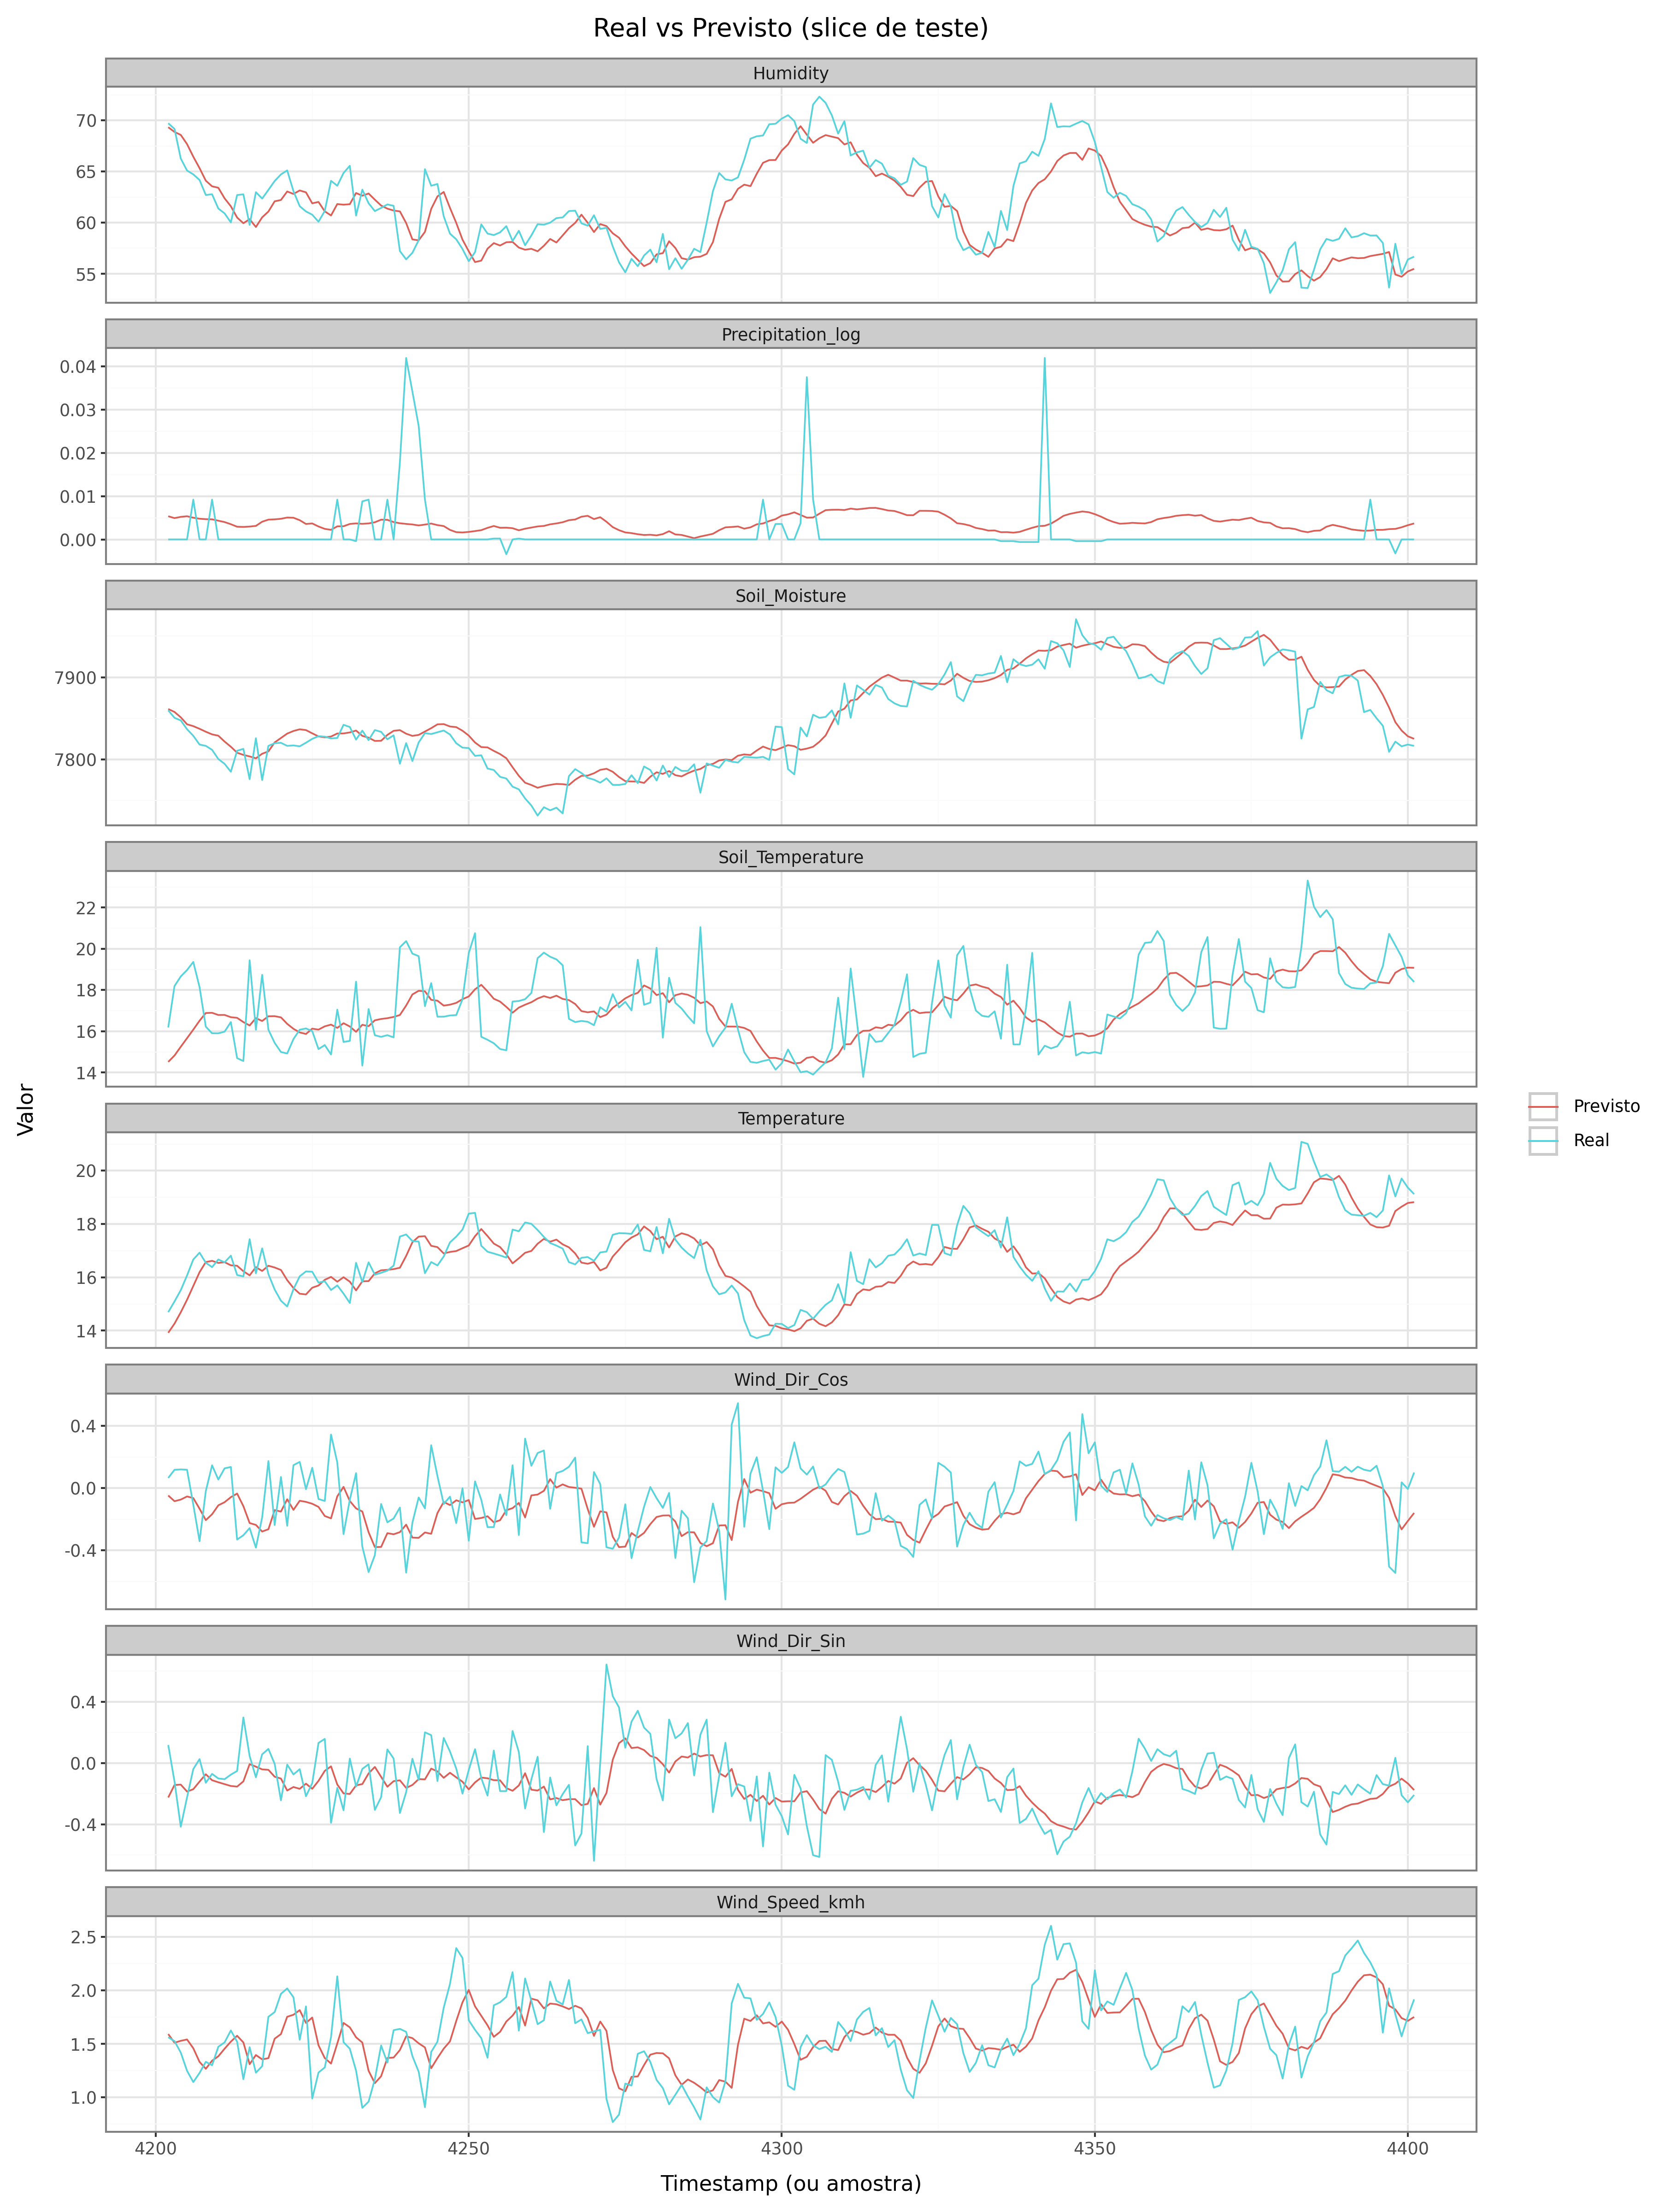 Real vs Previsto (slice de teste)
Humidity
70
65
60
55
Precipitation_log
0.04
0.03
0.02
0.01
0.00
Soil_Moisture
7900
7800
Soil_Temperature
22
20
18
16
14
Temperature
20
18
16
14
Wind_Dir_Cos
0.4
0.0
-0.4
Wind_Dir_Sin
0.4
0.0
-0.4
Wind_Speed_kmh
2.5
2.0
1.5
1.0
4200 4250 4300 4350 4400
Timestamp (ou amostra)
Valor
Previsto
Real